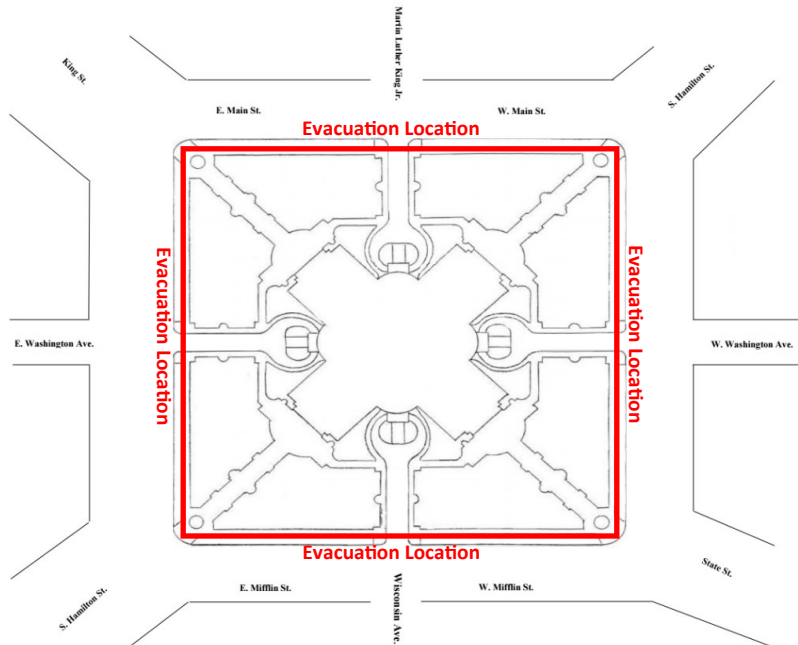 Martin Luther King Jr.
King St.
S. Hamilton St.
E. Main St.
W. Main St.
Evacuation Location
Evacuation Location
Evacuation Location
E. Washington Ave.
W. Washington Ave.
Evacuation Location
E. Mifflin St.
W. Mifflin St.
Wisconsin Ave.
S. Hamilton St.
State St.